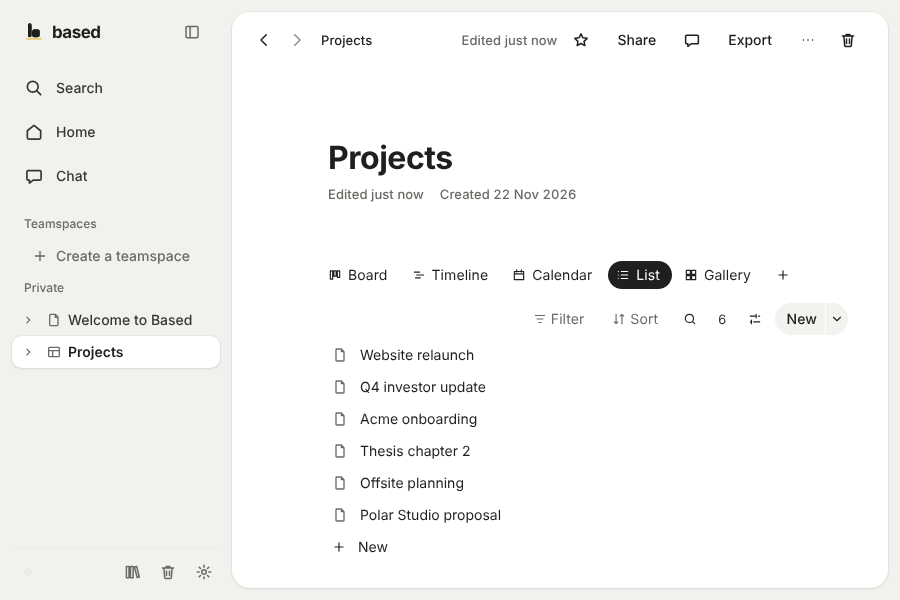 based
Search
Home
Chat
Teamspaces
Create a teamspace
Private
Welcome to Based
Projects
Projects
Edited just now
Share
Export
Projects
Edited just now Created 22 Nov 2026
Board Timeline Calendar List Gallery
Filter Sort 6 New
Website relaunch
Q4 investor update
Acme onboarding
Thesis chapter 2
Offsite planning
Polar Studio proposal
New